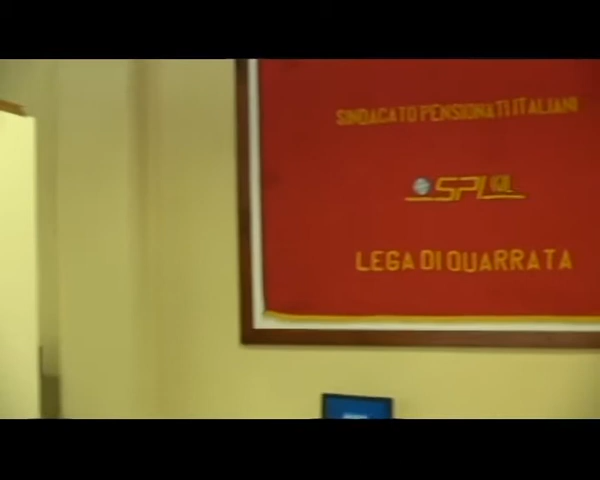 SINDACATO PENSIONATI ITALIANI
SPI CGIL
LEGA DI QUARRATA